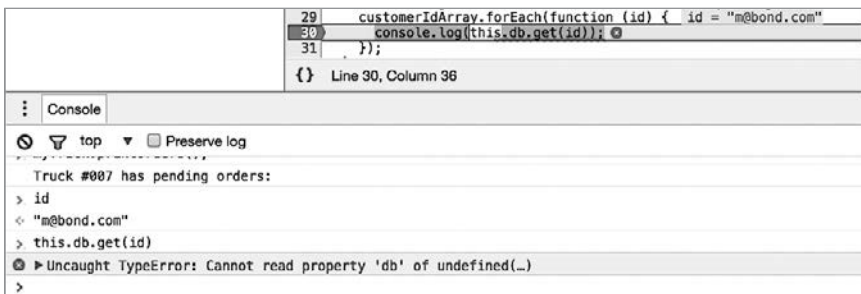 29 customerIdArray.forEach(function (id) { id = "m@bond.com"
30 console.log(this.db.get(id));
31 });
{} Line 30, Column 36
Console
top ▼ Preserve log
Truck #007 has pending orders:
> id
< "m@bond.com"
> this.db.get(id)
▶Uncaught TypeError: Cannot read property 'db' of undefined(…)
>